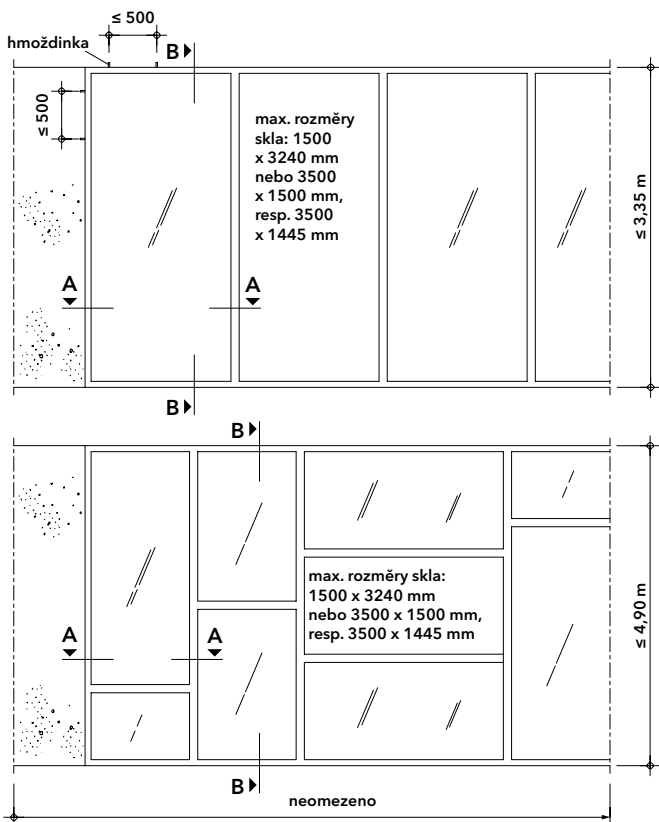 ≤ 500
hmoždinka
B
≤ 500
max. rozměry
skla: 1500
x 3240 mm
nebo 3500
x 1500 mm,
resp. 3500
x 1445 mm
≤ 3,35 m
A
A
B
B
max. rozměry skla:
1500 x 3240 mm
nebo 3500 x 1500 mm,
resp. 3500 x 1445 mm
≤ 4,90 m
A
A
B
neomezeno